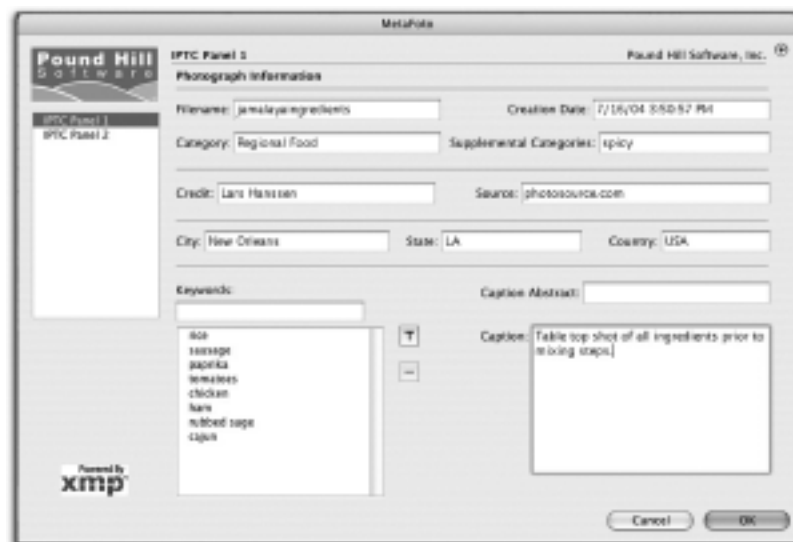 MetaFoto
Pound Hill
Software
IPTC Panel 1
IPTC Panel 2
IPTC Panel 1
Pound Hill Software, Inc.
Photograph Information
Filename: jamalayaingredients
Creation Date: 7/16/04 3:50:57 PM
Category: Regional Food
Supplemental Categories: spicy
Credit: Lars Hanssen
Source: photosource.com
City: New Orleans
State: LA
Country: USA
Keywords:
Caption Abstract:
rice
sausage
paprika
tomatoes
chicken
ham
rubbed sage
cajun
Caption: Table top shot of all ingredients prior to
mixing steps.
Powered By
xmp
Cancel
OK